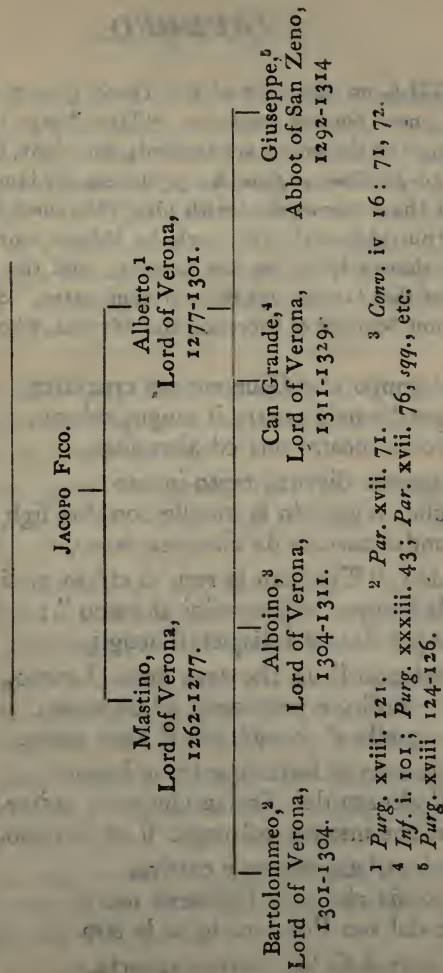 JACOPO FICO.
Mastino,
Lord of Verona,
1262-1277.
Alberto,¹
Lord of Verona,
1277-1301.
Bartolommeo,²
Lord of Verona,
1301-1304.
Alboino,³
Lord of Verona,
1304-1311.
Can Grande,⁴
Lord of Verona,
1311-1329.
Giuseppe,⁵
Abbot of San Zeno,
1292-1314
¹ Purg. xviii. 121. ² Par. xvii. 71. ³ Conv. iv 16: 71, 72.
⁴ Inf. i. 101; Purg. xxxiii. 43; Par. xvii. 76, sqq., etc.
⁵ Purg. xviii 124-126.